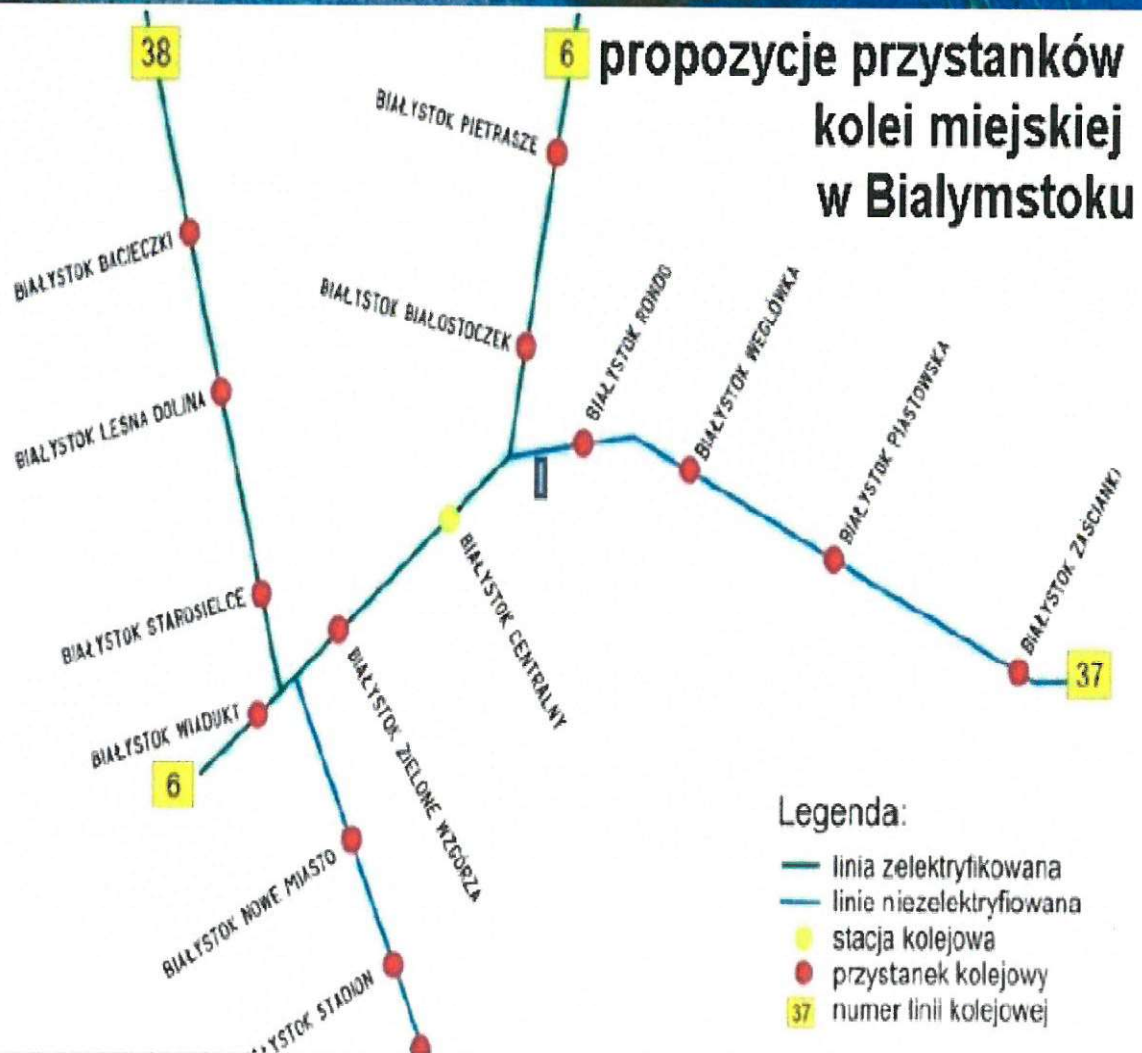 38
6
propozycje przystanków
kolei miejskiej
w Bialymstoku
BIAŁYSTOK PIETRASZE
BIAŁYSTOK BACIECZKI
BIAŁYSTOK BIAŁOSTOCZEK
BIAŁYSTOK RONDO
BIAŁYSTOK WĘGLÓWKA
BIAŁYSTOK PIASTOWSKA
BIAŁYSTOK ZAŚCIANKI
BIAŁYSTOK LEŚNA DOLINA
BIAŁYSTOK STAROSIELCE
BIAŁYSTOK CENTRALNY
37
BIAŁYSTOK WIADUKT
6
BIAŁYSTOK ZIELONE WZGÓRZA
BIAŁYSTOK NOWE MIASTO
STADION
Legenda:
linia zelektryfikowana
linie niezelektryfiowana
stacja kolejowa
przystanek kolejowy
37 numer linii kolejowej